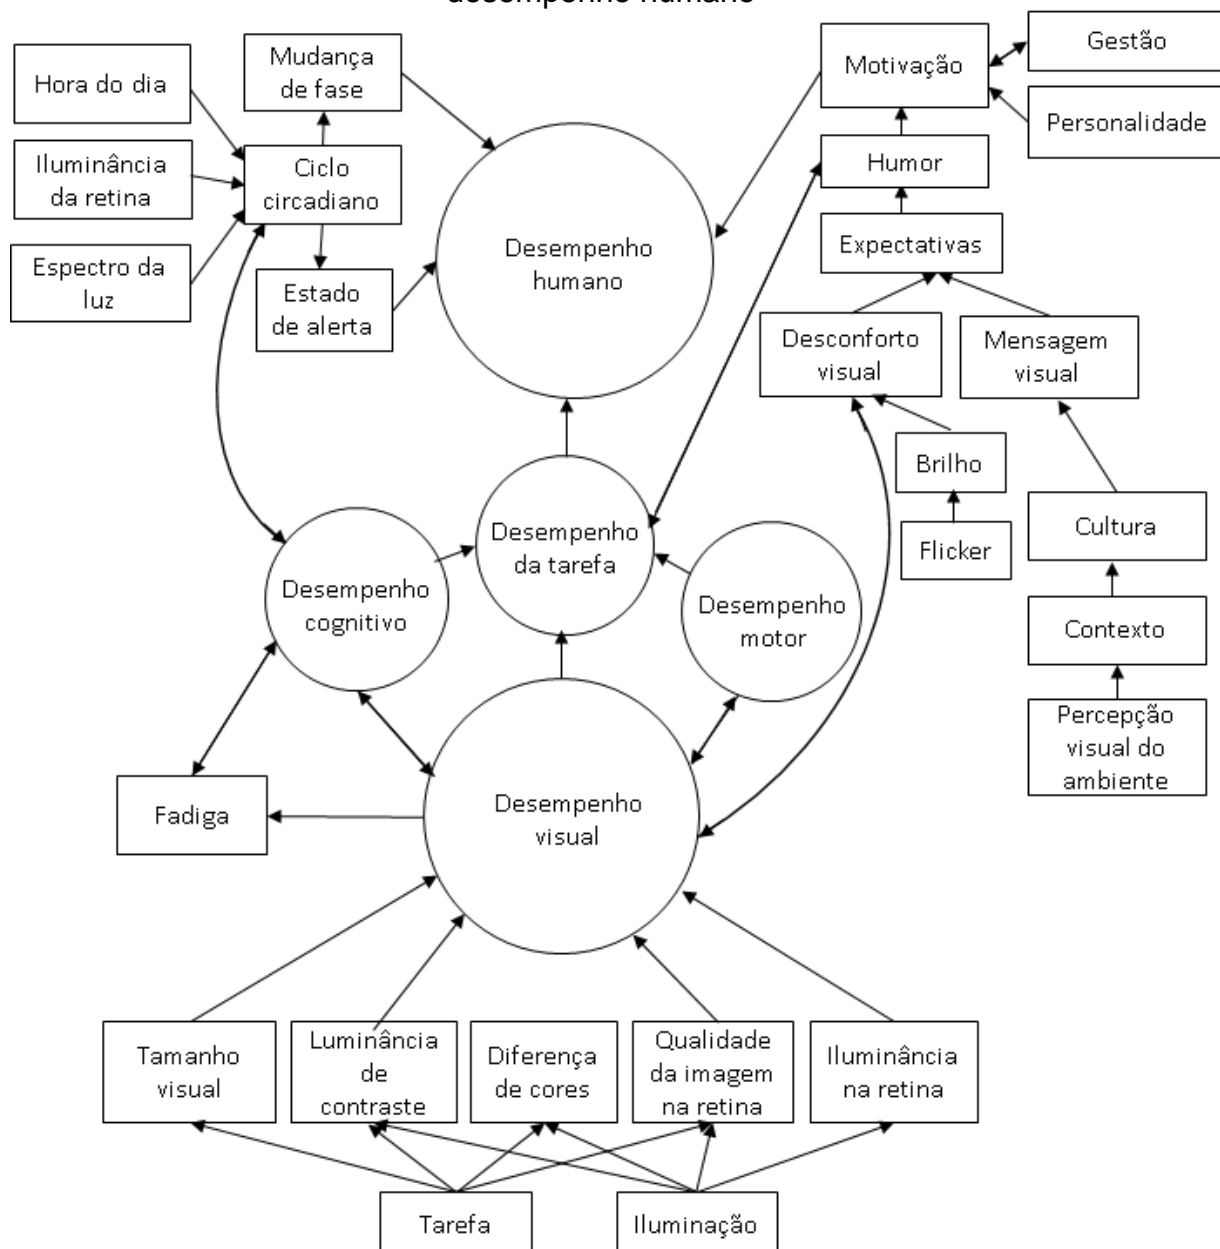 desempenho humano
Mudança
de fase
Hora do dia
Iluminância
da retina
Ciclo
circadiano
Espectro da
luz
Estado
de alerta
Desempenho
humano
Motivação
Gestão
Personalidade
Humor
Expectativas
Desconforto
visual
Mensagem
visual
Brilho
Flicker
Cultura
Contexto
Percepção
visual do
ambiente
Desempenho
da tarefa
Desempenho
cognitivo
Desempenho
motor
Fadiga
Desempenho
visual
Tamanho
visual
Luminância
de
contraste
Diferença
de cores
Qualidade
da imagem
na retina
Iluminância
na retina
Tarefa
Iluminação